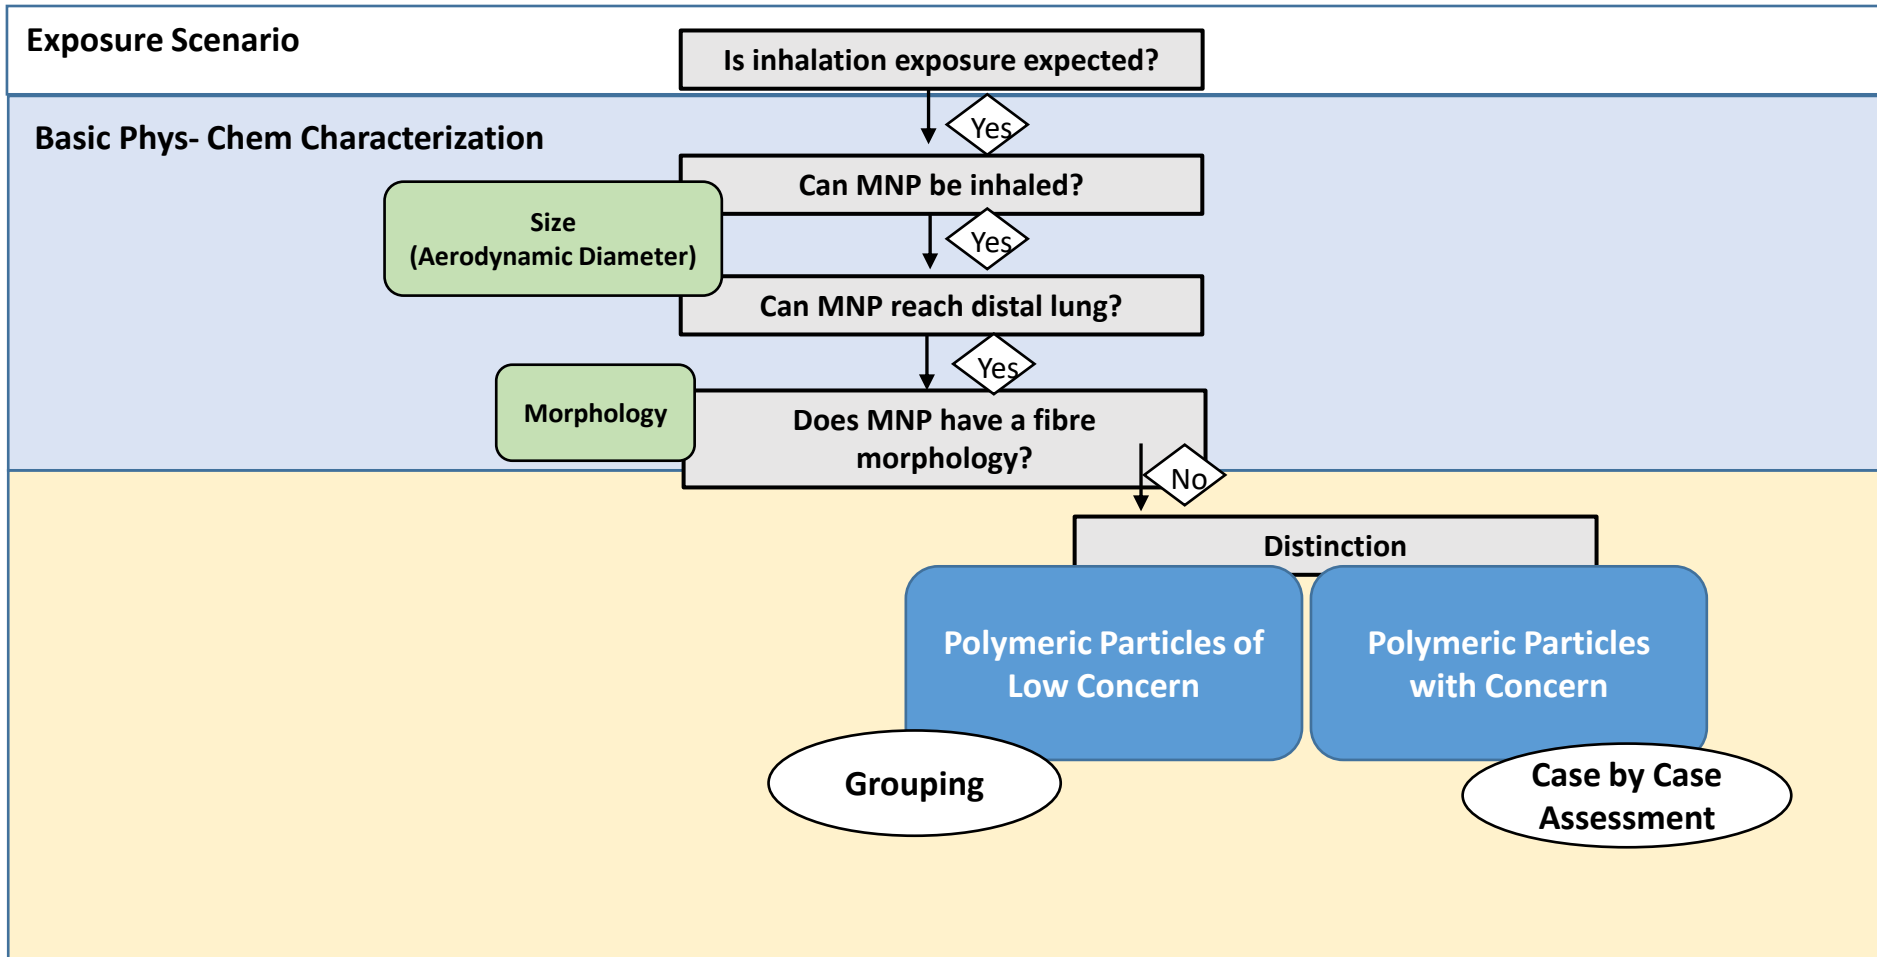 Exposure Scenario
Is inhalation exposure expected?
Yes
Basic Phys- Chem Characterization
Can MNP be inhaled?
Size
(Aerodynamic Diameter)
Yes
Can MNP reach distal lung?
Yes
Morphology
Does MNP have a fibre
morphology?
No
Distinction
Polymeric Particles of
Low Concern
Polymeric Particles
with Concern
Grouping
Case by Case
Assessment